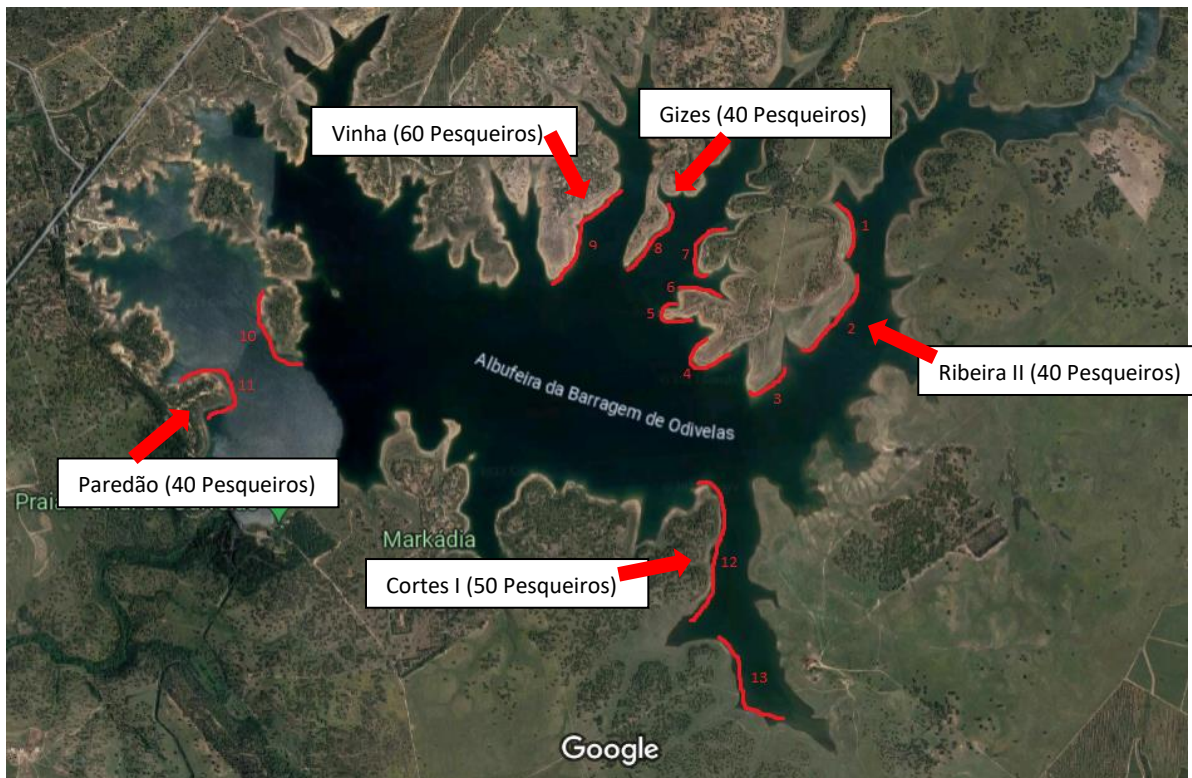 Gizes (40 Pesqueiros)
Vinha (60 Pesqueiros)
1
9
8
7
6
5
2
10
Ribeira II (40 Pesqueiros)
4
Albufeira da Barragem de Odivelas
11
3
Paredão (40 Pesqueiros)
Markádia
12
Cortes I (50 Pesqueiros)
13
Google